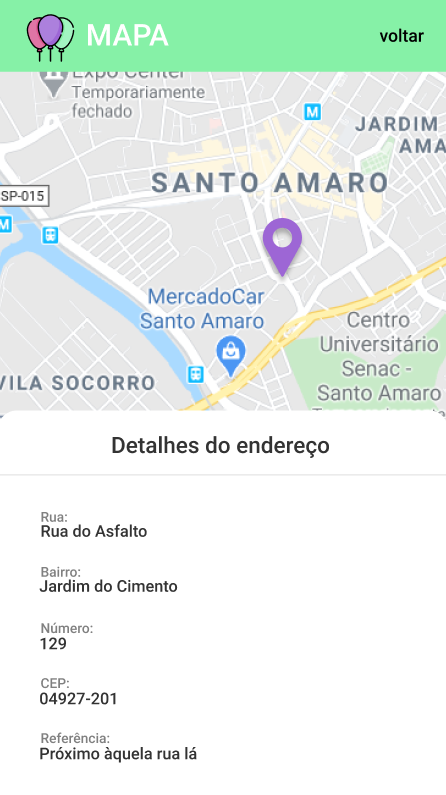 MAPA
voltar
Expo Center
Temporariamente
fechado
M
JARDIM
AMA
SANTO AMARO
SP-015
M
MercadoCar
Santo Amaro
Centro
Universitário
Senac -
Santo Amaro
VILA SOCORRO
Temporariamente
Detalhes do endereço
Rua:
Rua do Asfalto
Bairro:
Jardim do Cimento
Número:
129
CEP:
04927-201
Referência:
Próximo àquela rua lá